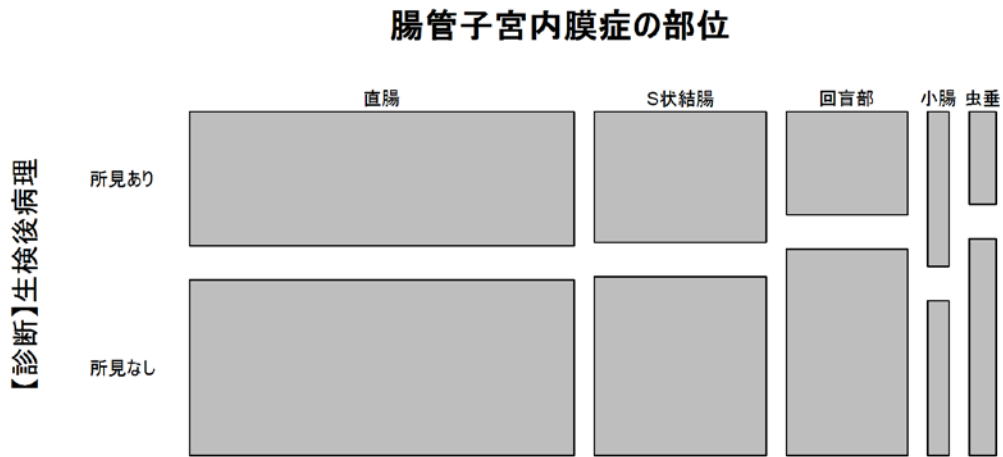 腸管子宮内膜症の部位
直腸
S状結腸
回盲部
小腸
虫垂
【診断】生検後病理
所見あり
所見なし